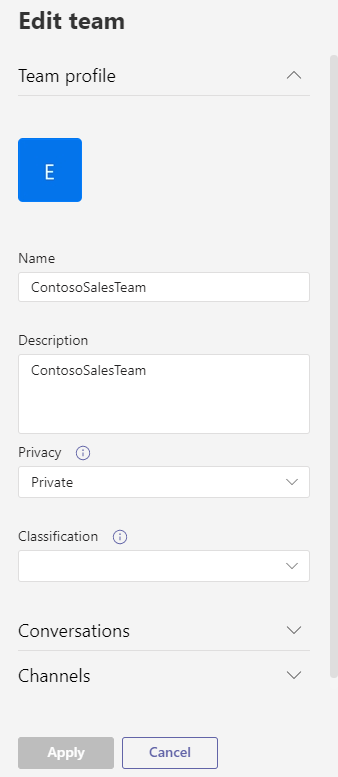 Edit team
Team profile
E
Name
ContosoSalesTeam
Description
ContosoSalesTeam
Privacy
Private
Classification
Conversations
Channels
Apply Cancel